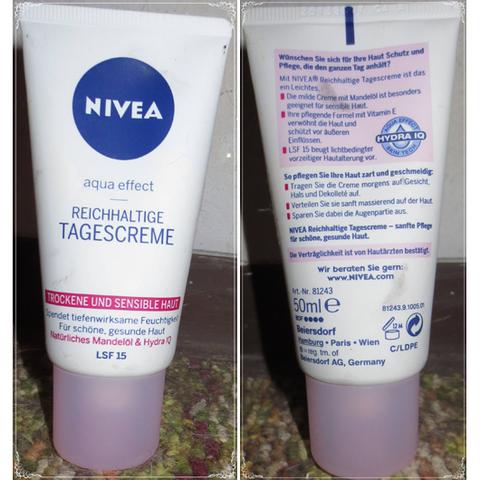 NIVEA
aqua effect
REICHHALTIGE
TAGESCREME
TROCKENE UND SENSIBLE HAUT
Spendet tiefenwirksame Feuchtigkeit
Für schöne, gesunde Haut
Natürliches Mandelöl & Hydra IQ
LSF 15
Wünschen Sie sich für Ihre Haut Schutz und
Pflege, die den ganzen Tag anhält?
Mit NIVEA® Reichhaltige Tagescreme ist das
ein Leichtes.
Die milde Creme mit Mandelöl ist besonders
geeignet für sensible Haut.
Ihre pflegende Formel mit Vitamin E
verwöhnt die Haut und
schützt vor äußeren
Einflüssen.
LSF 15 beugt lichtbedingter
vorzeitiger Hautalterung vor.
AQUA EFFECT
HYDRA IQ
SKIN TECH
So pflegen Sie Ihre Haut zart und geschmeidig:
Tragen Sie die Creme morgens auf Gesicht,
Hals und Dekolleté auf.
Verteilen Sie sie sanft massierend auf der Haut.
Sparen Sie dabei die Augenpartie aus.
NIVEA Reichhaltige Tagescreme – sanfte Pflege
für schöne, gesunde Haut.
Die Verträglichkeit ist von Hautärzten bestätigt.
Wir beraten Sie gern:
www.NIVEA.com
Art.-Nr. 81243
50ml e
81243.9.1005.01
BDF
Beiersdorf
Hamburg • Paris • Wien
® = reg. tm. of
Beiersdorf AG, Germany
12 M
C/LDPE